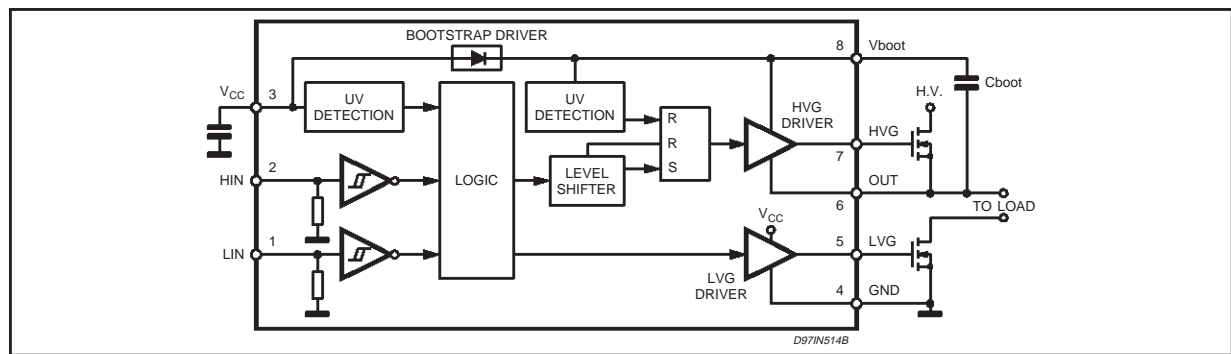 BOOTSTRAP DRIVER
8
Vboot
VCC
3
UV
DETECTION
UV
DETECTION
HVG
DRIVER
H.V.
Cboot
R
R
S
HVG
7
2
HIN
LOGIC
LEVEL
SHIFTER
OUT
6
TO LOAD
VCC
1
LIN
5
LVG
LVG
DRIVER
4
GND
D97IN514B